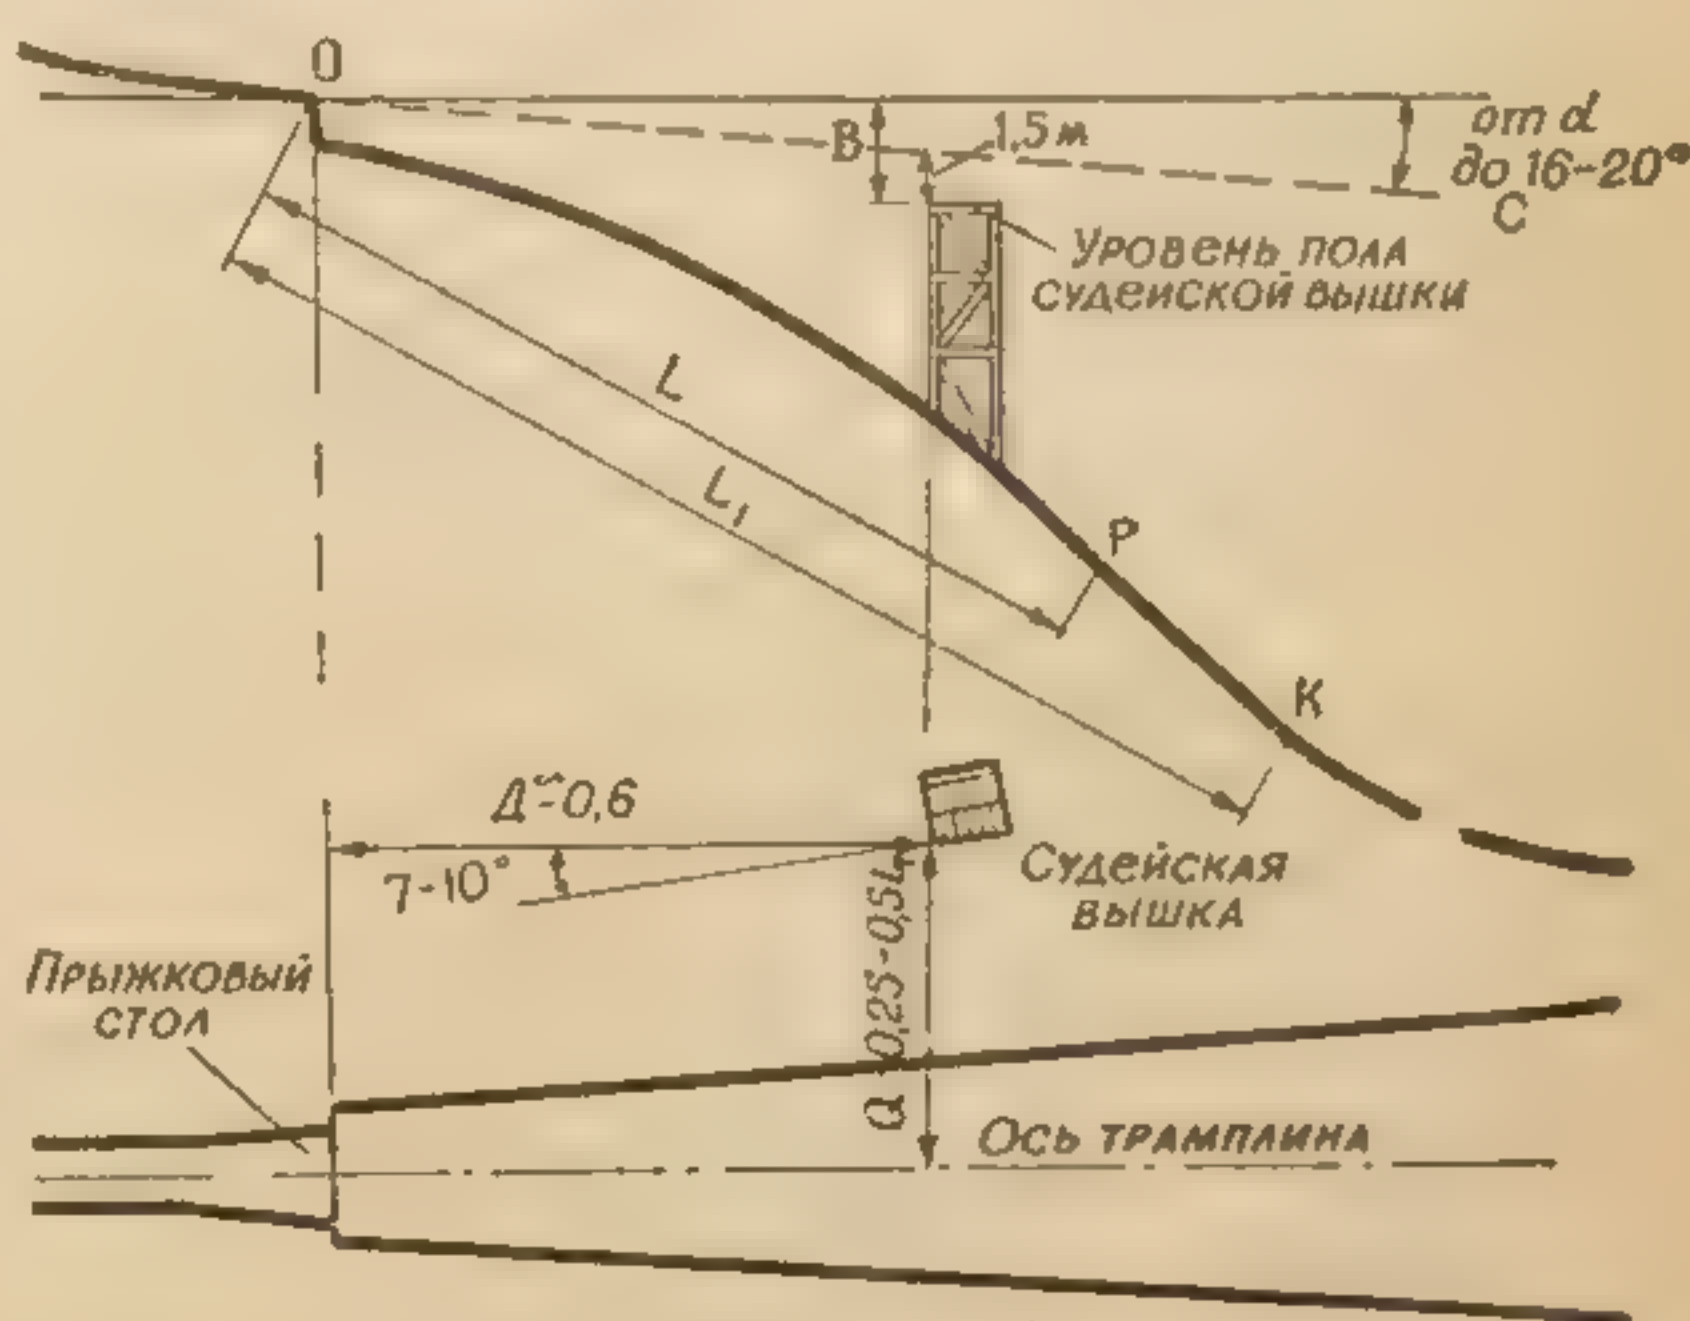 О
В
1,5 м
от α
до 16-20°
С
Уровень пола
судейской вышки
L
L₁
Р
К
Д≃0,6
7-10°
Судейская
вышка
Q 0,25-0,5L
Прыжковый
стол
Ось трамплина